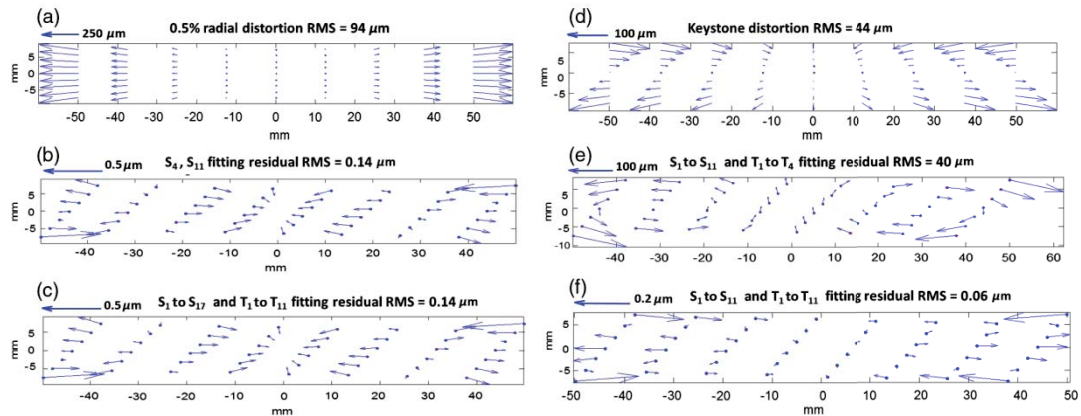 (a)
0.5% radial distortion RMS = 94 μm
250 μm
mm
5
0
-5
-50 -40 -30 -20 -10 0 10 20 30 40 50
mm
(b)
S4, S11 fitting residual RMS = 0.14 μm
0.5 μm
mm
5
0
-5
-40 -30 -20 -10 0 10 20 30 40
(c)
S1 to S17 and T1 to T11 fitting residual RMS = 0.14 μm
0.5 μm
mm
5
0
-5
-50 -40 -30 -20 -10 0 10 20 30 40 50
mm
(d)
Keystone distortion RMS = 44 μm
100 μm
mm
5
0
-5
-50 -40 -30 -20 -10 0 10 20 30 40 50
mm
(e)
S1 to S11 and T1 to T4 fitting residual RMS = 40 μm
100 μm
mm
5
0
-5
-10
-50 -40 -30 -20 -10 0 10 20 30 40 50 60
(f)
S1 to S11 and T1 to T11 fitting residual RMS = 0.06 μm
0.2 μm
mm
5
0
-5
-50 -40 -30 -20 -10 0 10 20 30 40 50
mm